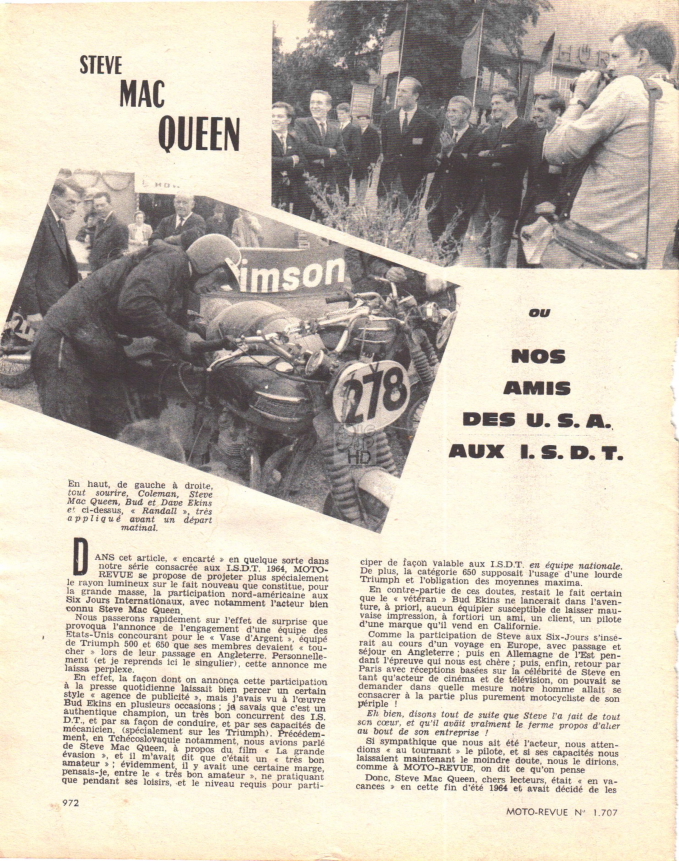 STEVE
MAC
QUEEN
HÜR
imson
278
OU
NOS
AMIS
DES U. S. A.
AUX I. S. D. T.
En haut, de gauche à droite,
tout sourire, Coleman, Steve
Mac Queen, Bud et Dave Ekins
et ci-dessus, « Randall », très
appliqué avant un départ
matinal.
DANS cet article, « encarté » en quelque sorte dans
notre série consacrée aux I.S.D.T. 1964, MOTO-
REVUE se propose de projeter plus spécialement
le rayon lumineux sur le fait nouveau que constitue, pour
la grande masse, la participation nord-américaine aux
Six Jours Internationaux, avec notamment l'acteur bien
connu Steve Mac Queen.
Nous passerons rapidement sur l'effet de surprise que
provoqua l'annonce de l'engagement d'une équipe des
Etats-Unis concourant pour le « Vase d'Argent », équipé
de Triumph 500 et 650 que ses membres devaient « tou-
cher » lors de leur passage en Angleterre. Personnelle-
ment (et je reprends ici le singulier), cette annonce me
laissa perplexe.
En effet, la façon dont on annonça cette participation
à la presse quotidienne laissait bien percer un certain
style « agence de publicité », mais j'avais vu à l'œuvre
Bud Ekins en plusieurs occasions ; je savais que c'est un
authentique champion, un très bon concurrent des I.S.
D.T., et par sa façon de conduire, et par ses capacités de
mécanicien, (spécialement sur les Triumph). Précédem-
ment, en Tchécoslovaquie notamment, nous avions parlé
de Steve Mac Queen, à propos du film « La grande
évasion », et il m'avait dit que c'était un « très bon
amateur » ; évidemment, il y avait une certaine marge,
pensais-je, entre le « très bon amateur », ne pratiquant
que pendant ses loisirs, et le niveau requis pour parti-
ciper de façon valable aux I.S.D.T. en équipe nationale.
De plus, la catégorie 650 supposait l'usage d'une lourde
Triumph et l'obligation des moyennes maxima.
En contre-partie de ces doutes, restait le fait certain
que le « vétéran » Bud Ekins ne lancerait dans l'aven-
ture, à priori, aucun équipier susceptible de laisser mau-
vaise impression, à fortiori un ami, un client, un pilote
d'une marque qu'il vend en Californie.
Comme la participation de Steve aux Six-Jours s'insé-
rait au cours d'un voyage en Europe, avec passage et
séjour en Angleterre ; puis en Allemagne de l'Est pen-
dant l'épreuve qui nous est chère ; puis, enfin, retour par
Paris avec réceptions basées sur la célébrité de Steve en
tant qu'acteur de cinéma et de télévision, on pouvait se
demander dans quelle mesure notre homme allait se
consacrer à la partie plus purement motocycliste de son
périple !
Eh bien, disons tout de suite que Steve l'a fait de tout
son cœur, et qu'il avait vraiment le ferme propos d'aller
au bout de son entreprise !
Si sympathique que nous ait été l'acteur, nous atten-
dions « au tournant » le pilote, et si ses capacités nous
laissaient maintenant le moindre doute, nous le dirions,
comme à MOTO-REVUE, on dit ce qu'on pense
Donc, Steve Mac Queen, chers lecteurs, était « en va-
cances » en cette fin d'été 1964 et avait décidé de les
972
MOTO-REVUE N° 1.707